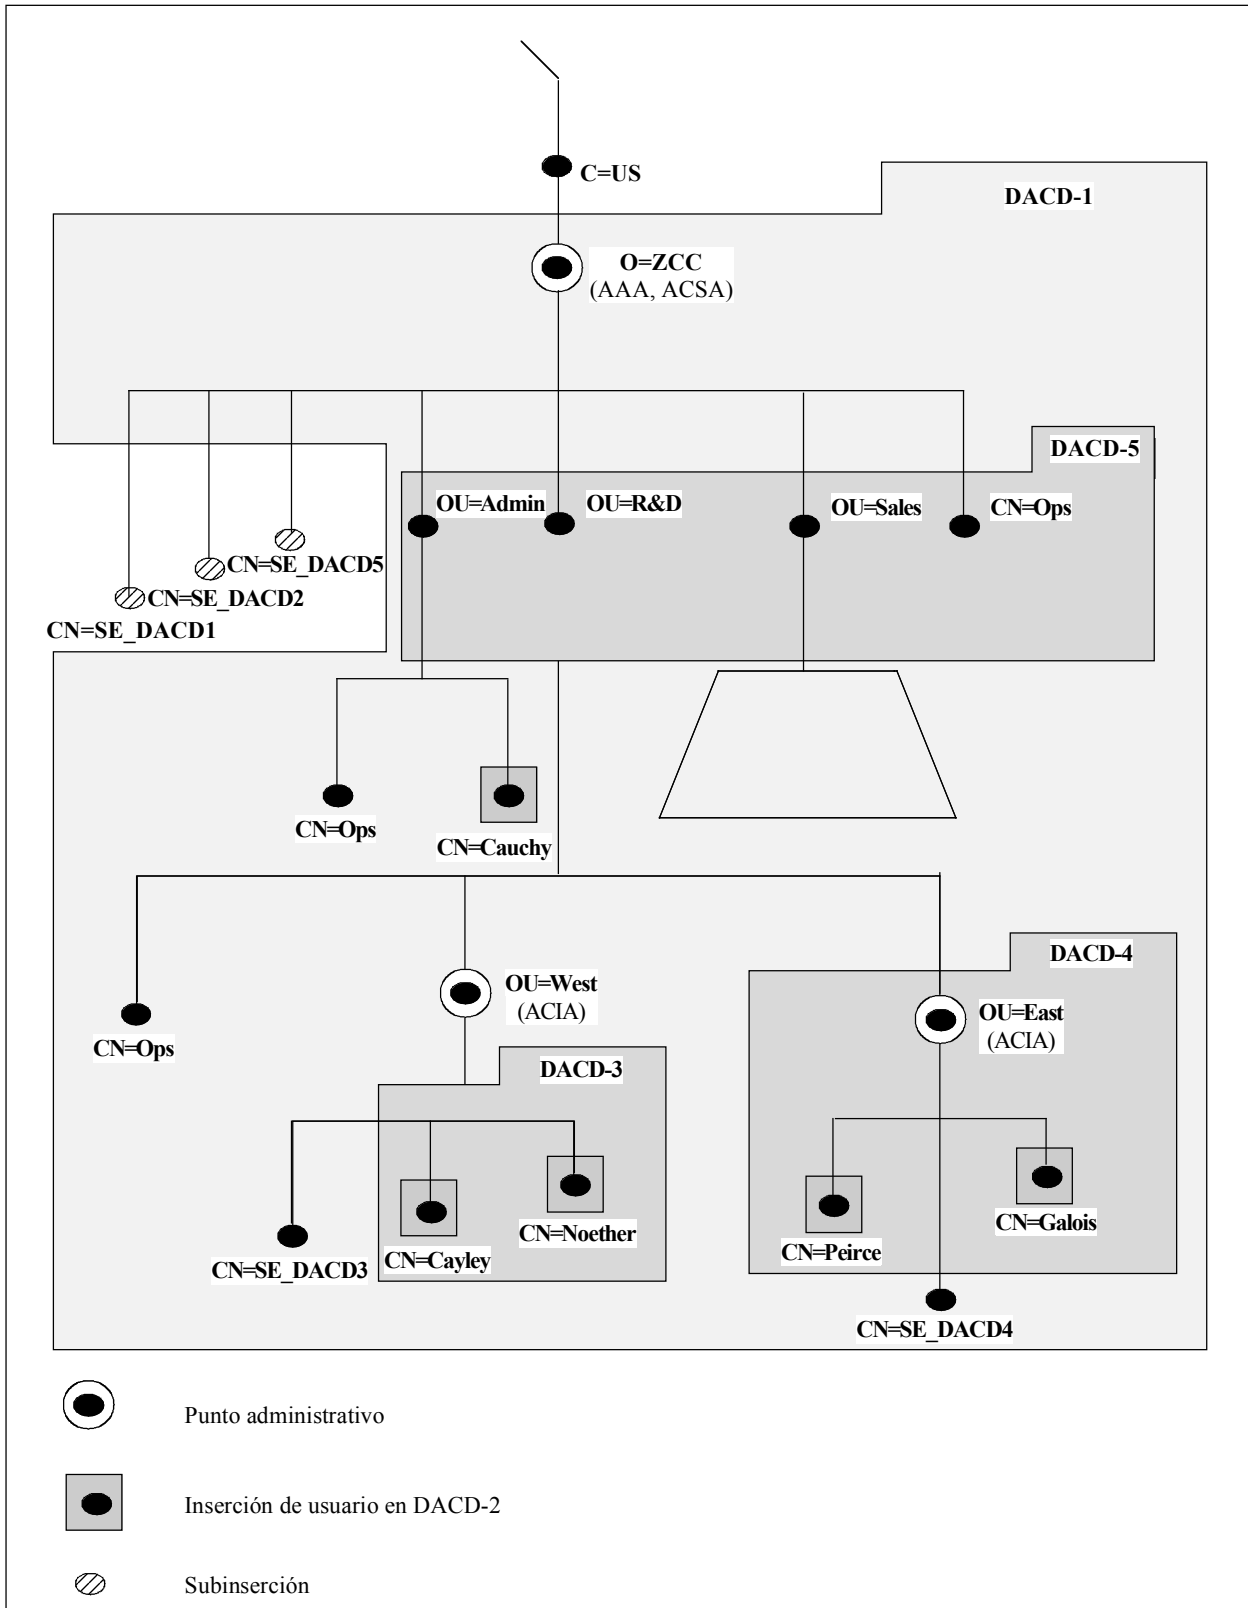 C=US
DACD-1
O=ZCC
(AAA, ACSA)
DACD-5
OU=Admin
OU=R&D
OU=Sales
CN=Ops
CN=SE_DACD5
CN=SE_DACD2
CN=SE_DACD1
CN=Ops
CN=Cauchy
DACD-4
OU=West
(ACIA)
OU=East
(ACIA)
CN=Ops
DACD-3
CN=Noether
CN=Galois
CN=Cayley
CN=Peirce
CN=SE_DACD3
CN=SE_DACD4
Punto administrativo
Inserción de usuario en DACD-2
Subinserción